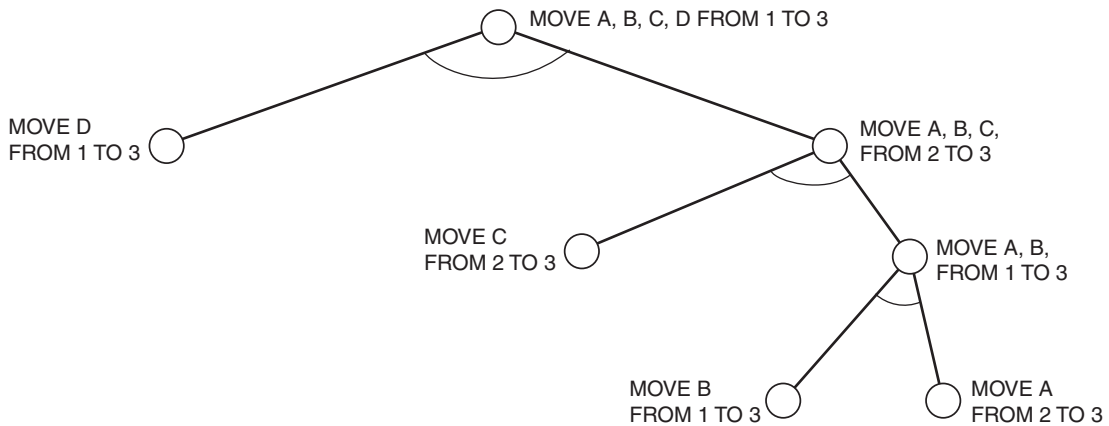 MOVE A, B, C, D FROM 1 TO 3
MOVE D
FROM 1 TO 3
MOVE A, B, C,
FROM 2 TO 3
MOVE C
FROM 2 TO 3
MOVE A, B,
FROM 1 TO 3
MOVE B
FROM 1 TO 3
MOVE A
FROM 2 TO 3